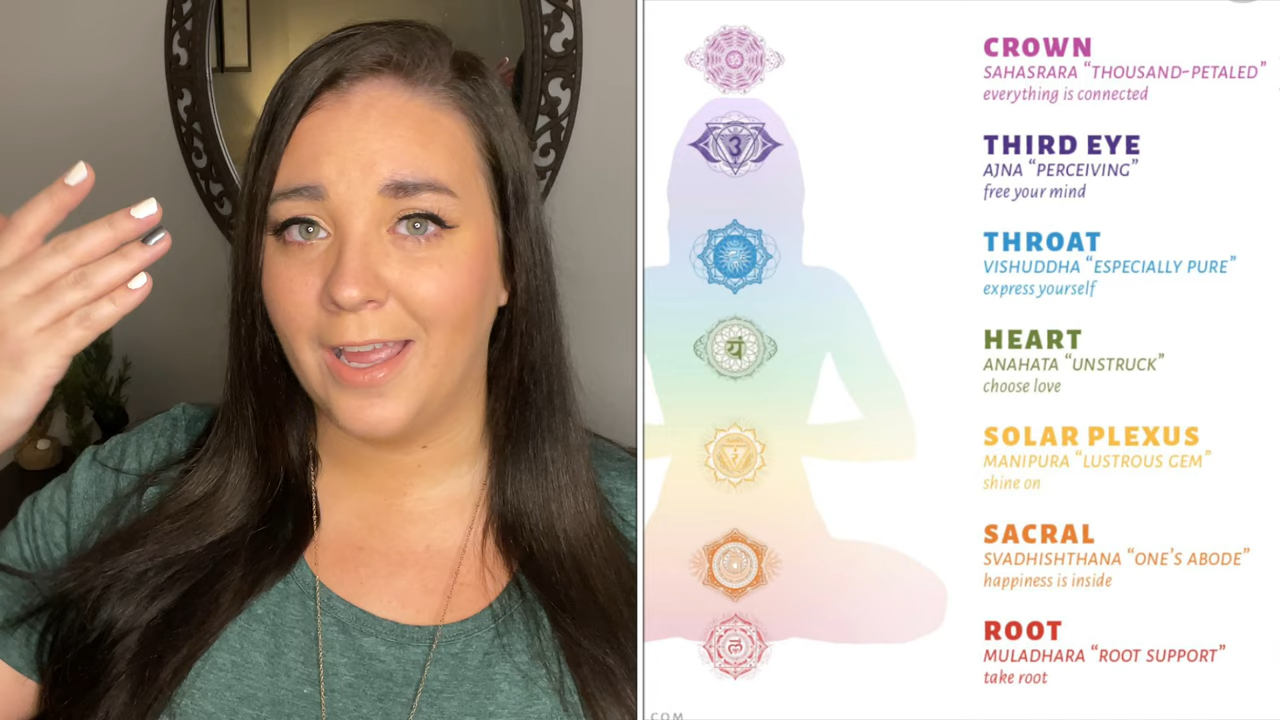 CROWN
SAHASRARA “THOUSAND-PETALED”
everything is connected
THIRD EYE
AJNA “PERCEIVING”
free your mind
THROAT
VISHUDDHA “ESPECIALLY PURE”
express yourself
HEART
ANAHATA “UNSTRUCK”
choose love
SOLAR PLEXUS
MANIPURA “LUSTROUS GEM”
shine on
SACRAL
SVADHISHTHANA “ONE'S ABODE”
happiness is inside
ROOT
MULADHARA “ROOT SUPPORT”
take root
.COM